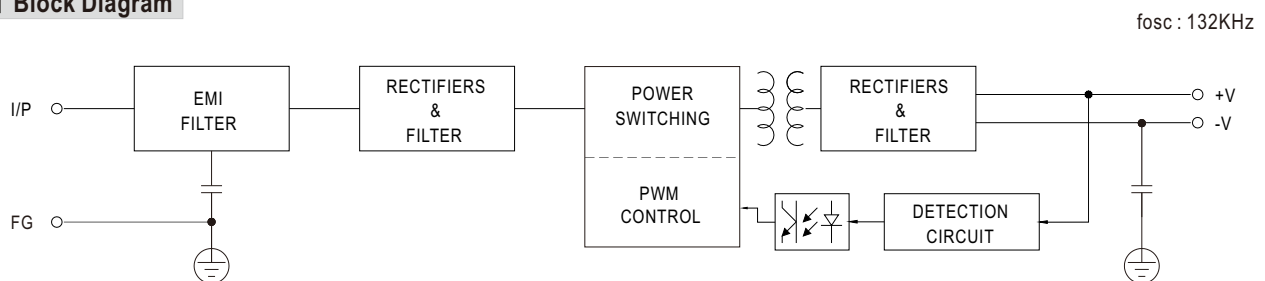 Block Diagram
fosc : 132KHz
I/P
EMI
FILTER
RECTIFIERS
&
FILTER
POWER
SWITCHING
RECTIFIERS
&
FILTER
+V
-V
PWM
CONTROL
DETECTION
CIRCUIT
FG